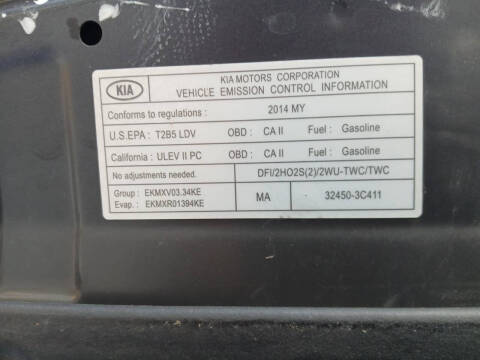 KIA
KIA MOTORS CORPORATION
VEHICLE EMISSION CONTROL INFORMATION
Conforms to regulations : 2014 MY
U.S.EPA : T2B5 LDV OBD : CA II Fuel : Gasoline
California : ULEV II PC OBD : CA II Fuel : Gasoline
No adjustments needed. DFI/2HO2S(2)/2WU-TWC/TWC
Group : EKMXV03.34KE
Evap. : EKMXR01394KE
MA 32450-3C411